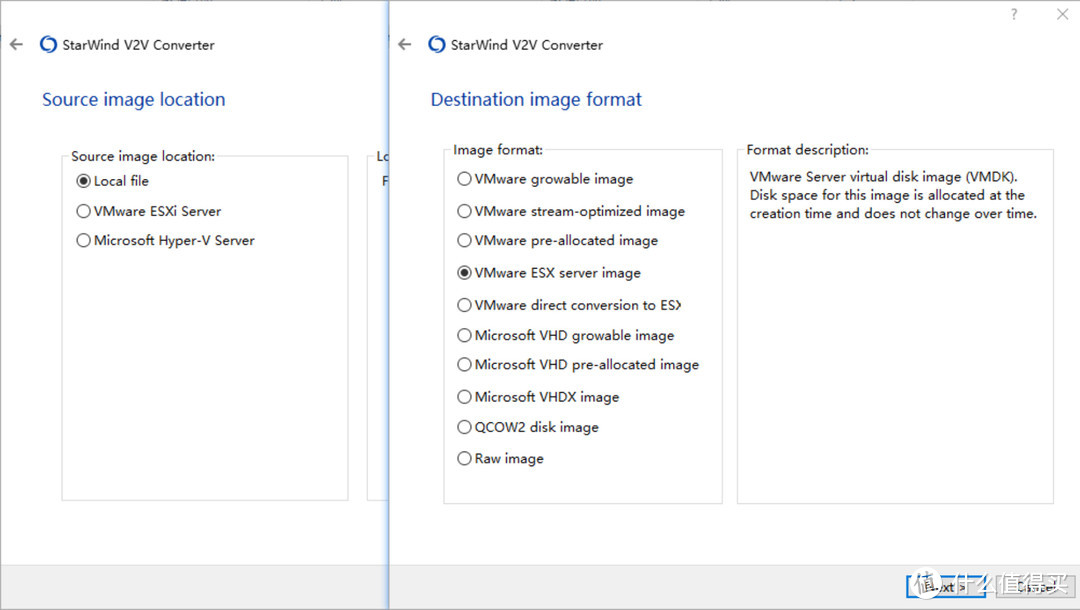 StarWind V2V Converter
Source image location
Source image location:
Local file
VMware ESXi Server
Microsoft Hyper-V Server
?
StarWind V2V Converter
Destination image format
Image format:
VMware growable image
VMware stream-optimized image
VMware pre-allocated image
VMware ESX server image
VMware direct conversion to ESX
Microsoft VHD growable image
Microsoft VHD pre-allocated image
Microsoft VHDX image
QCOW2 disk image
Raw image
Format description:
VMware Server virtual disk image (VMDK).
Disk space for this image is allocated at the
creation time and does not change over time.
值 什么值得买